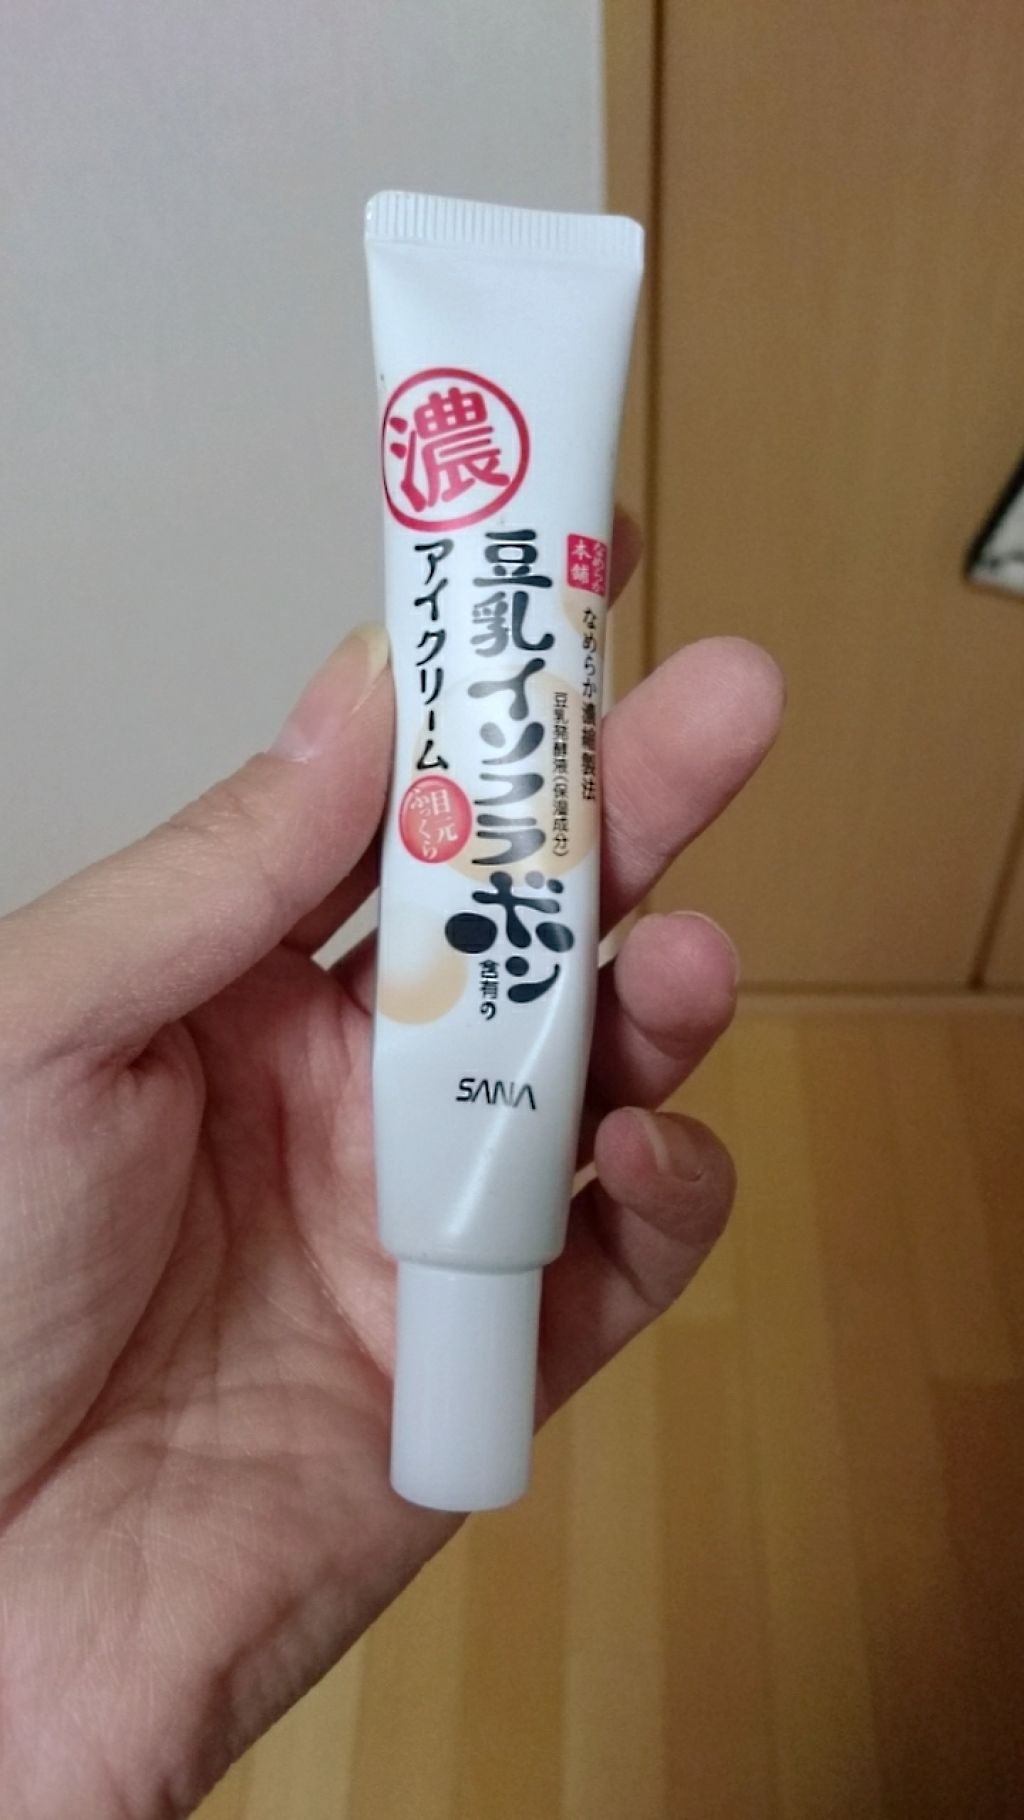 なめらか
本舗
なめらか濃縮製法
豆乳発酵液(保湿成分)
豆乳イソフラボン
含有の
濃
アイクリーム
目元
ふっくら
SANA